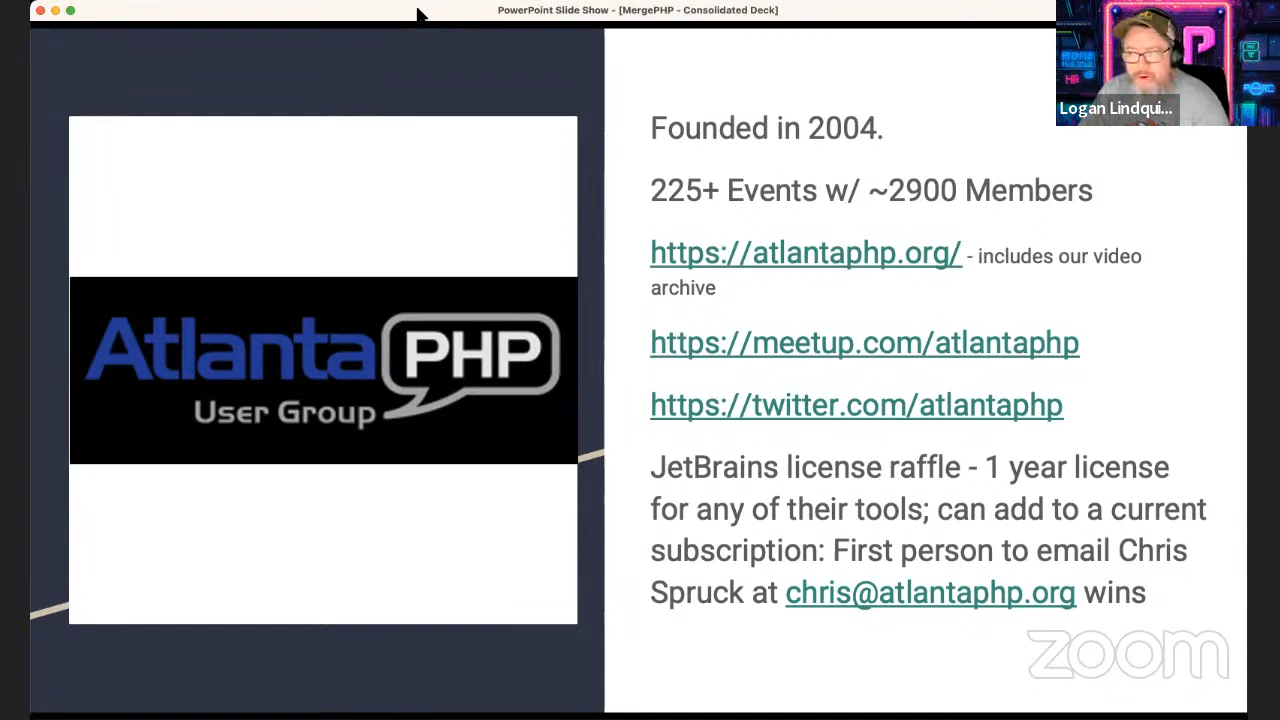 PowerPoint Slide Show - [MergePHP - Consolidated Deck]
Logan Lindqui...
Founded in 2004.
225+ Events w/ ~2900 Members
https://atlantaphp.org/ - includes our video
archive
https://meetup.com/atlantaphp
https://twitter.com/atlantaphp
JetBrains license raffle - 1 year license
for any of their tools; can add to a current
subscription: First person to email Chris
Spruck at chris@atlantaphp.org wins
AtlantaPHP
User Group
zoom